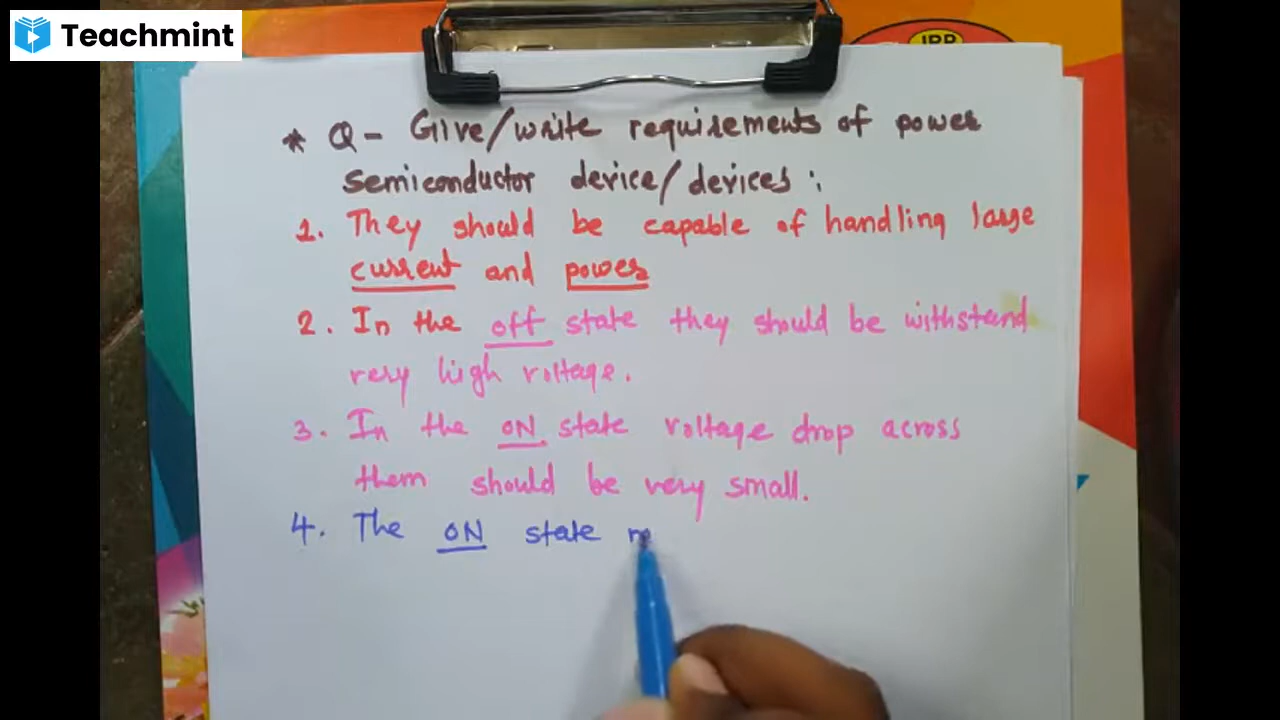 Teachmint
JBD
* Q - Give/write requirements of power
semiconductor device/devices :
1. They should be capable of handling large
current and power
2. In the off state they should be withstand
very high voltage.
3. In the ON state voltage drop across
them should be very small.
4. The ON state